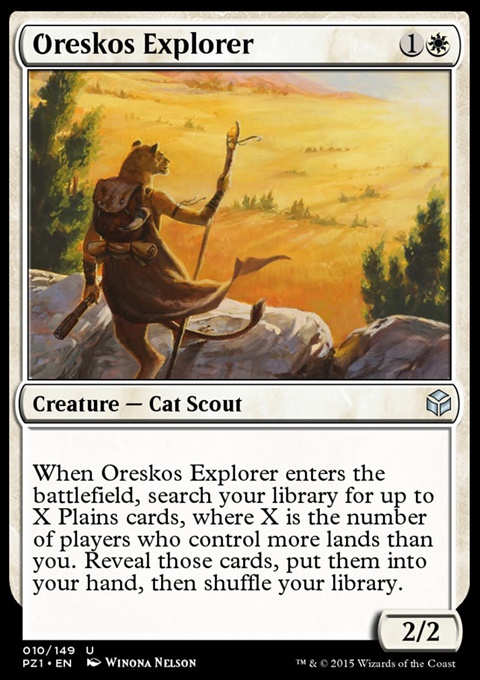 Oreskos Explorer 1
Creature — Cat Scout
When Oreskos Explorer enters the
battlefield, search your library for up to
X Plains cards, where X is the number
of players who control more lands than
you. Reveal those cards, put them into
your hand, then shuffle your library.
2/2
010/149 U
PZ1 • EN Winona Nelson ™ & © 2015 Wizards of the Coast